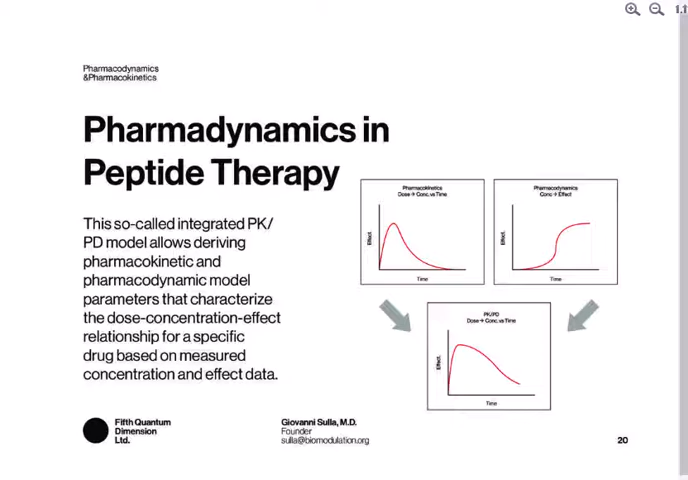 Pharmacodynamics
&Pharmacokinetics
Pharmadynamics in
Peptide Therapy
This so-called integrated PK/
PD model allows deriving
pharmacokinetic and
pharmacodynamic model
parameters that characterize
the dose-concentration-effect
relationship for a specific
drug based on measured
concentration and effect data.
Pharmacokinetics
Dose → Conc. vs Time
Effect.
Time
Pharmacodynamics
Conc → Effect
Effect.
Time
PK/PD
Dose → Conc. vs Time
Effect.
Time
Fifth Quantum
Dimension
Ltd.
Giovanni Sulla, M.D.
Founder
sulla@biomodulation.org
20